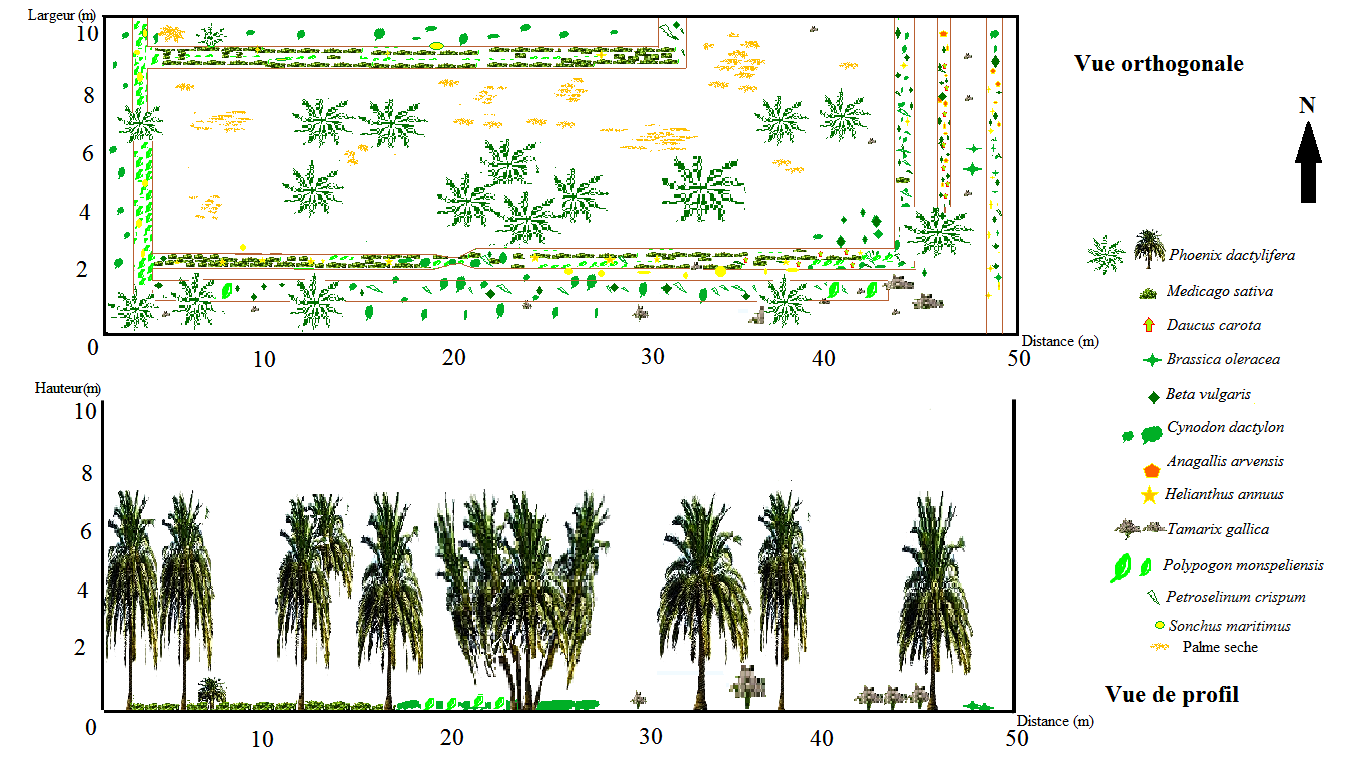 Largeur (m)
10
8
6
4
2
0
10
20
30
40
50
Distance (m)
Vue orthogonale
N
Phoenix dactylifera
Medicago sativa
Daucus carota
Brassica oleracea
Beta vulgaris
Cynodon dactylon
Anagallis arvensis
Helianthus annuus
Tamarix gallica
Polypogon monspeliensis
Petroselinum crispum
Sonchus maritimus
Palme seche
Hauteur(m)
10
8
6
4
2
0
10
20
30
40
50
Distance (m)
Vue de profil